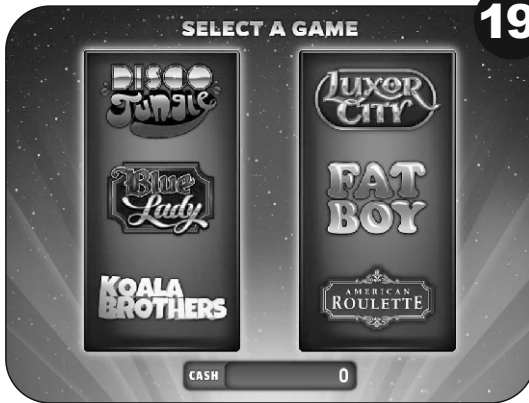 19
SELECT A GAME
DISCO
Jungle
Blue
Lady
KOALA
BROTHERS
LUXOR
CITY
FAT
BOY
AMERICAN
ROULETTE
CASH 0